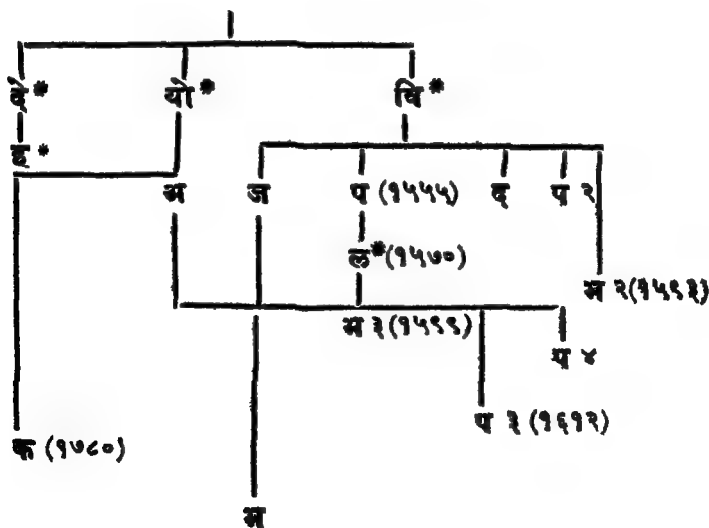 यो* वि*
अ ज प (१५५५) द प २
ल* (१५७०)
अ २ (१५९३)
अ ३ (१५९९)
प ४
प ३ (१६१२)
क (१७८०)
अ